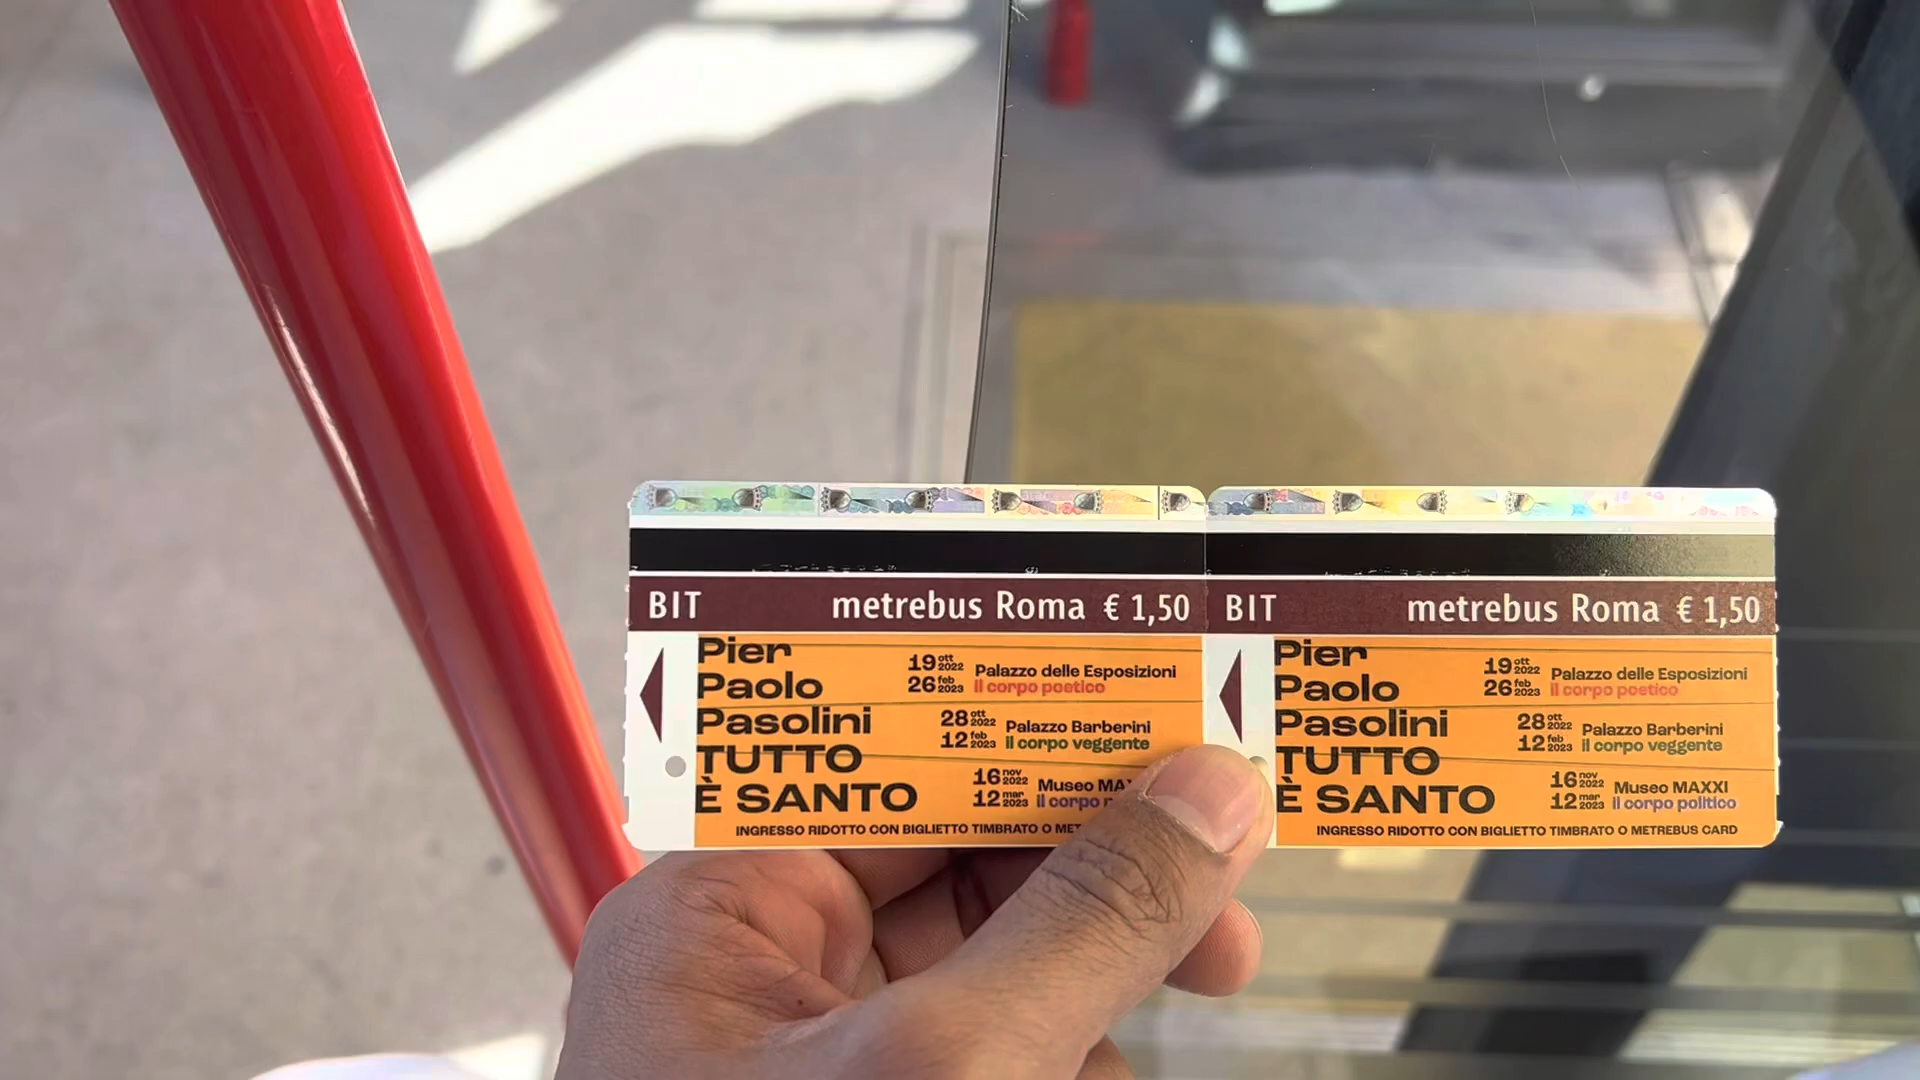 BIT metrebus Roma € 1,50
Pier
Paolo
Pasolini
TUTTO
È SANTO
19 ott 2022
26 feb 2023
Palazzo delle Esposizioni
il corpo poetico
28 ott 2022
12 feb 2023
Palazzo Barberini
il corpo veggente
16 nov 2022
12 mar 2023
Museo
il corpo
INGRESSO RIDOTTO CON BIGLIETTO TIMBRATO O
BIT metrebus Roma € 1,50
Pier
Paolo
Pasolini
TUTTO
È SANTO
19 ott 2022
26 feb 2023
Palazzo delle Esposizioni
il corpo poetico
28 ott 2022
12 feb 2023
Palazzo Barberini
il corpo veggente
16 nov 2022
12 mar 2023
Museo MAXXI
il corpo politico
INGRESSO RIDOTTO CON BIGLIETTO TIMBRATO O METREBUS CARD